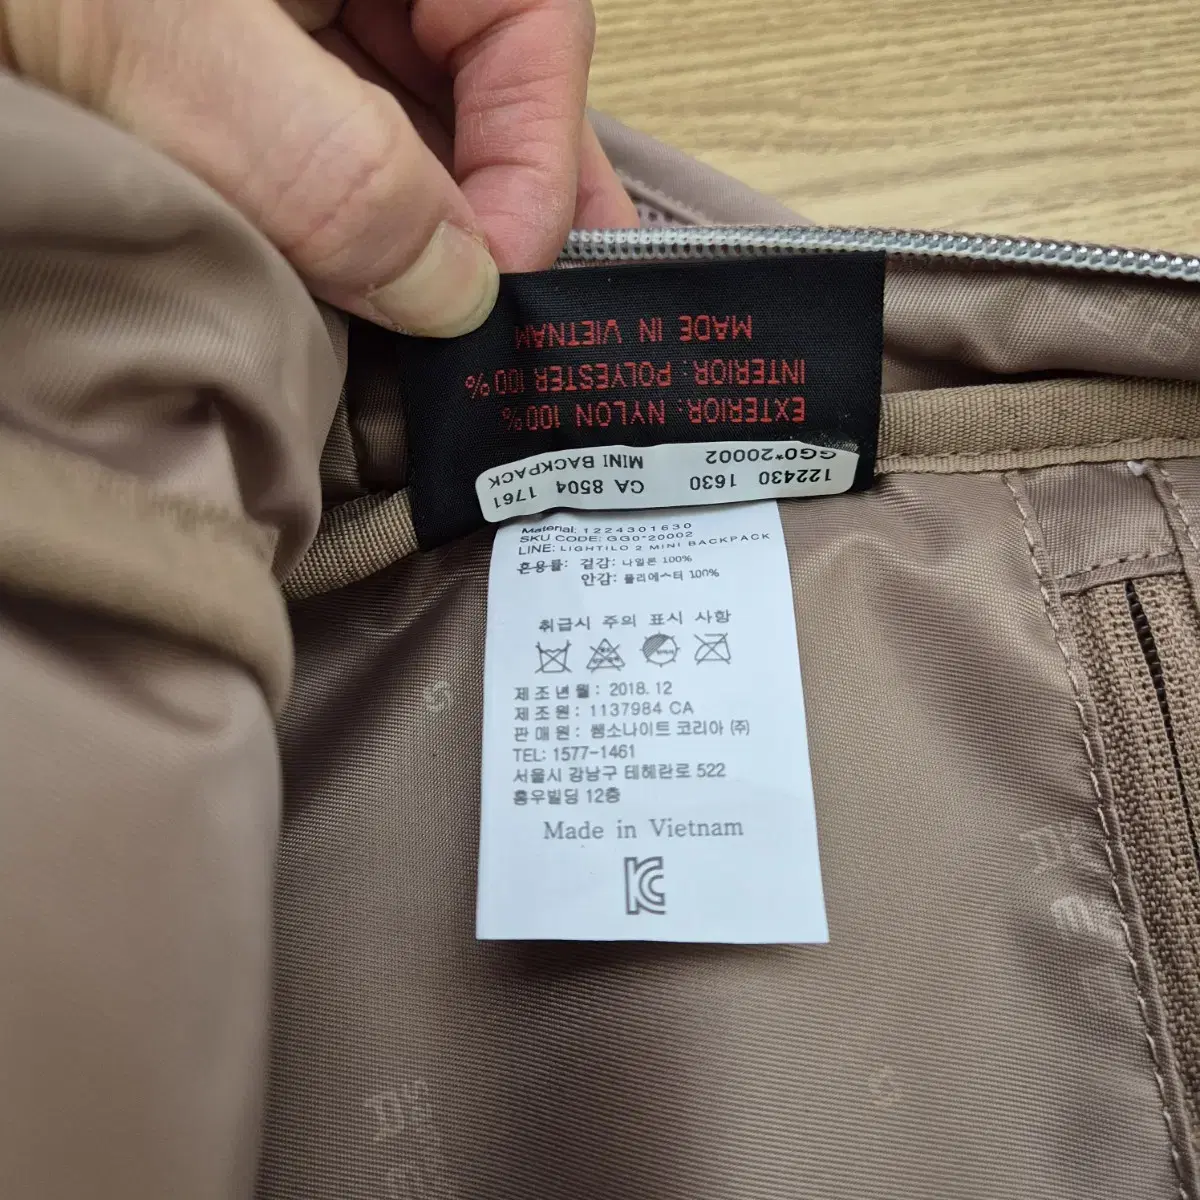 MADE IN VIETNAM
INTERIOR: POLYESTER 100%
EXTERIOR: NYLON 100%
122430 1630 CA 8504 1761
GG0*20002 MINI BACKPACK
Material: 1224301630
SKU CODE: GG0*20002
LINE: LIGHTILO 2 MINI BACKPACK
혼용률: 겉감: 나일론 100%
안감: 폴리에스터 100%
취급시 주의 표시 사항
제조년월: 2018.12
제조원: 1137984 CA
판매원: 쌤소나이트 코리아 (주)
TEL: 1577-1461
서울시 강남구 테헤란로 522
홍우빌딩 12층
Made in Vietnam
KC